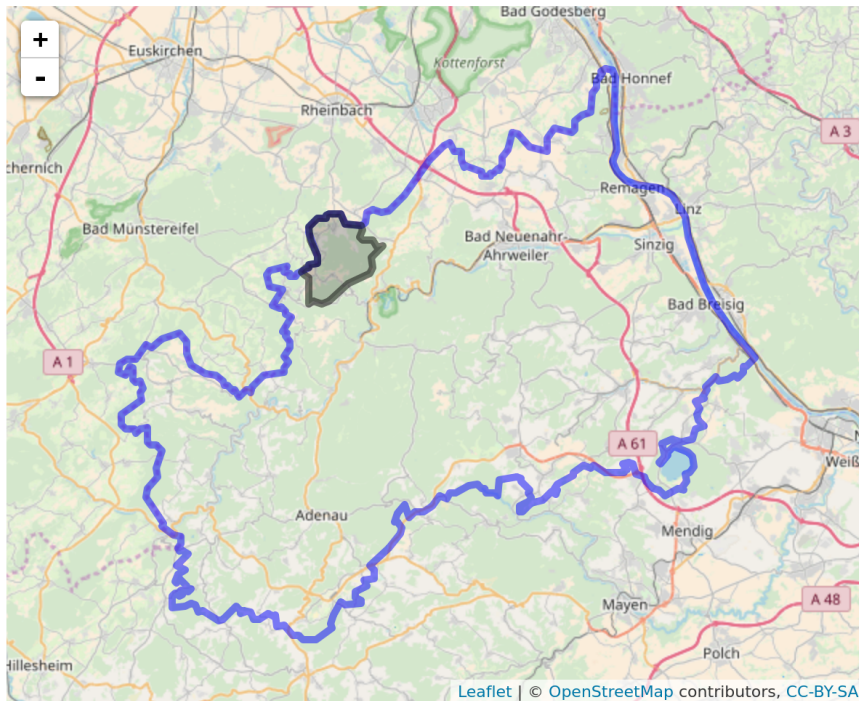 Bad Godesberg
+
-
Euskirchen
Kottenforst
Bad Honnef
Rheinbach
A 3
chernich
Remagen
Linz
Bad Münstereifel
Bad Neuenahr-
Ahrweiler
Sinzig
Bad Breisig
A 1
A 61
N
Weiß
Adenau
Mendig
Mayen
A 48
Polch
Hillesheim
Leaflet | © OpenStreetMap contributors, CC-BY-SA